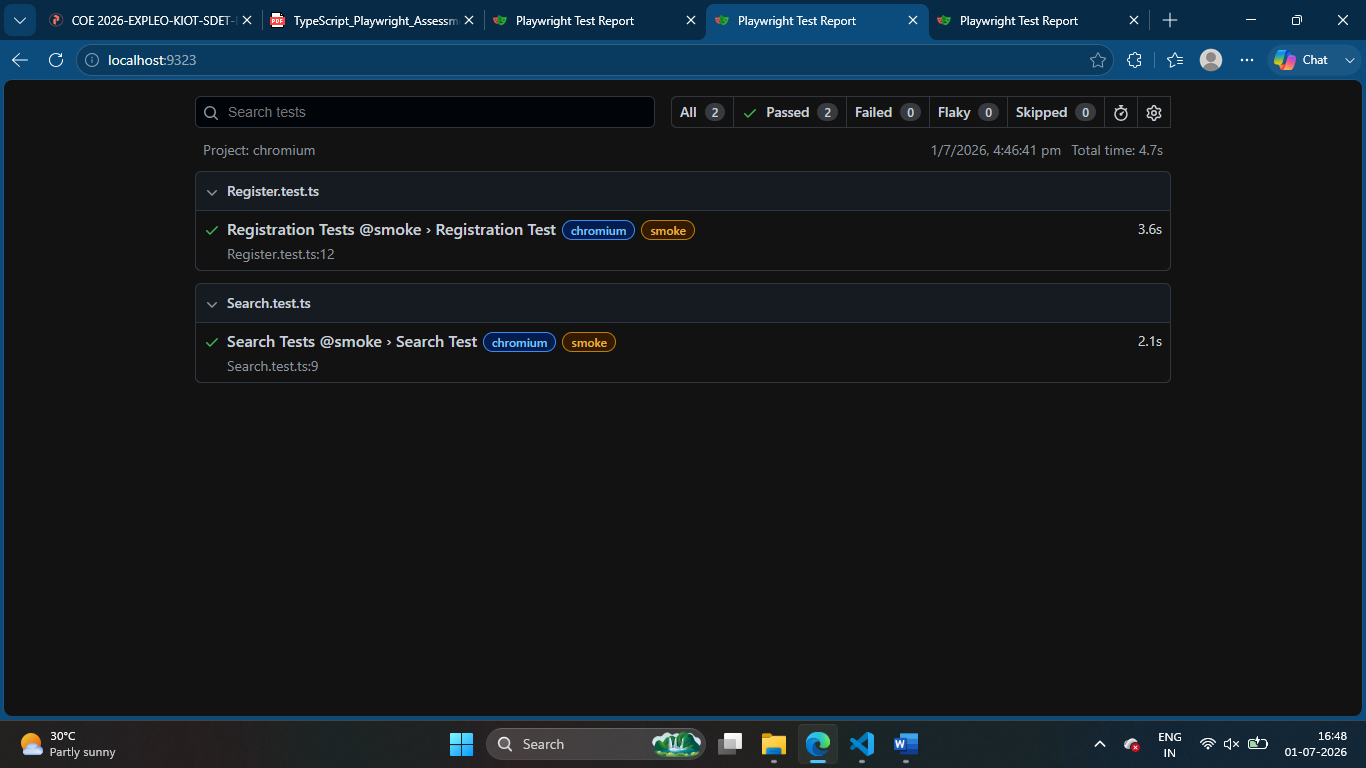 COE 2026-EXPLEO-KIOT-SDET-
TypeScript_Playwright_Assessm
Playwright Test Report
Playwright Test Report
Playwright Test Report
localhost:9323
Chat
Search tests
All 2
Passed 2
Failed 0
Flaky 0
Skipped 0
Project: chromium
1/7/2026, 4:46:41 pm Total time: 4.7s
Register.test.ts
Registration Tests @smoke › Registration Test chromium smoke 3.6s
Register.test.ts:12
Search.test.ts
Search Tests @smoke › Search Test chromium smoke 2.1s
Search.test.ts:9
30°C
Partly sunny
Search
ENG
IN
16:48
01-07-2026